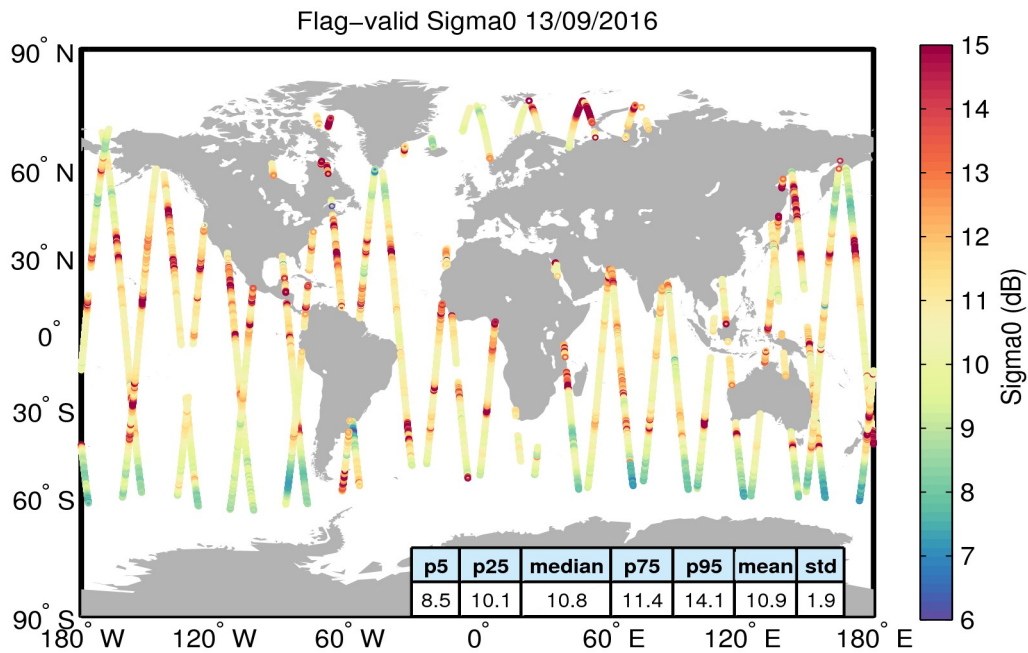 Flag−valid Sigma0 13/09/2016
90° N
60° N
30° N
0°
30° S
60° S
90° S
180° W
120° W
60° W
0°
60° E
120° E
180° E
p5 p25 median p75 p95 mean std
8.5 10.1 10.8 11.4 14.1 10.9 1.9
15
14
13
12
11
10
9
8
7
6
Sigma0 (dB)